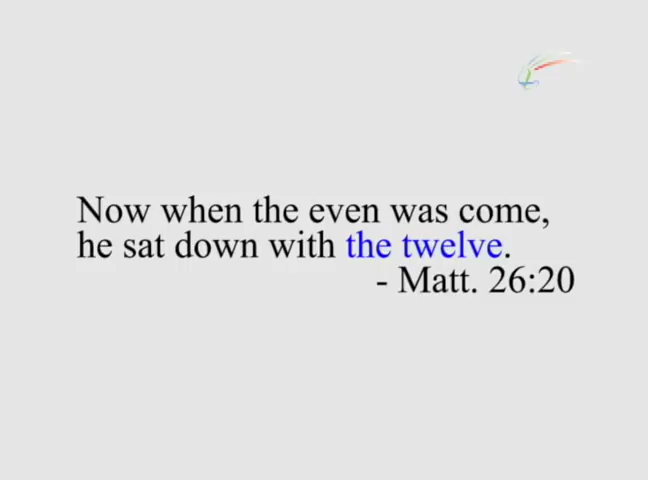 Now when the even was come,
he sat down with the twelve.
- Matt. 26:20